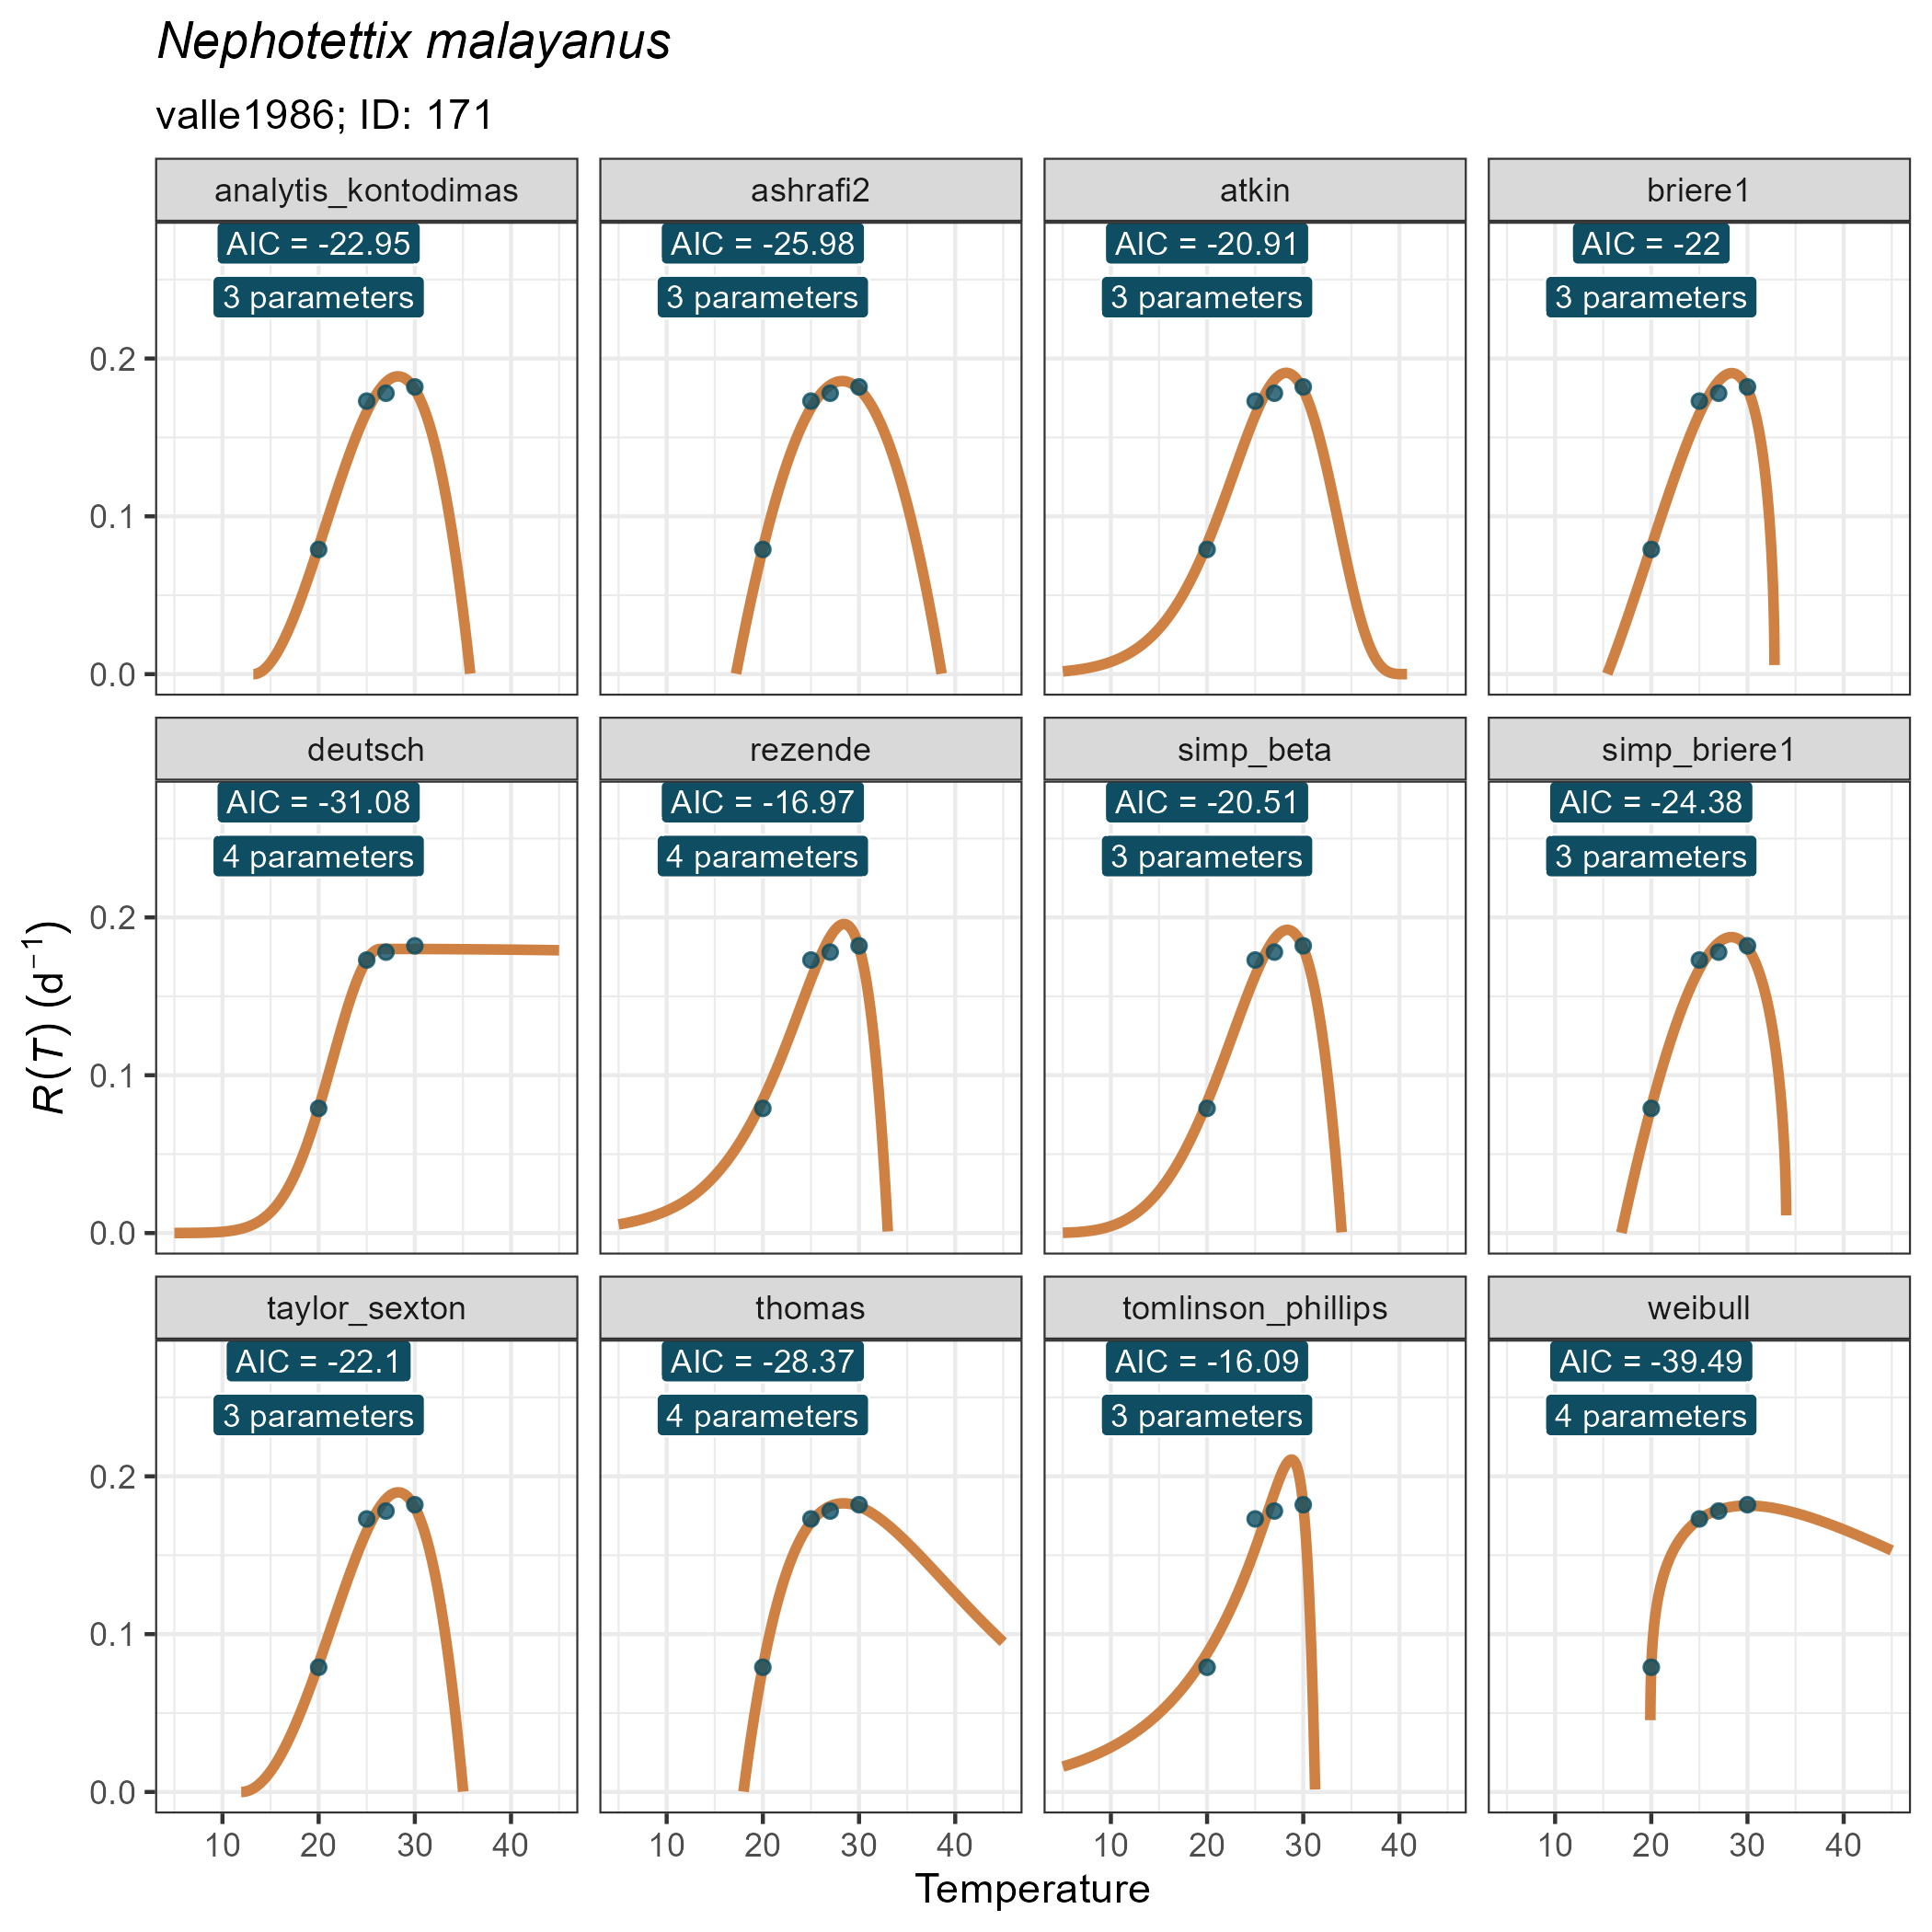 Nephotettix malayanus
valle1986; ID: 171
analytis_kontodimas
ashrafi2
atkin
briere1
AIC = -22.95
AIC = -25.98
AIC = -20.91
AIC = -22
3 parameters
3 parameters
3 parameters
3 parameters
0.2
0.1
0.0
deutsch
rezende
simp_beta
simp_briere1
AIC = -31.08
AIC = -16.97
AIC = -20.51
AIC = -24.38
4 parameters
4 parameters
3 parameters
3 parameters
0.2
0.1
0.0
R(T) (d⁻¹)
taylor_sexton
thomas
tomlinson_phillips
weibull
AIC = -22.1
AIC = -28.37
AIC = -16.09
AIC = -39.49
3 parameters
4 parameters
3 parameters
4 parameters
0.2
0.1
0.0
10 20 30 40
10 20 30 40
10 20 30 40
10 20 30 40
Temperature